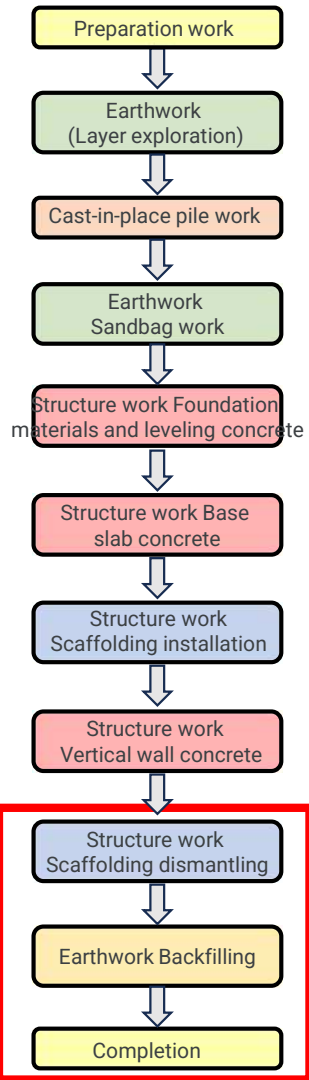 Preparation work
Earthwork
(Layer exploration)
Cast-in-place pile work
Earthwork
Sandbag work
Structure work Foundation
materials and leveling concrete
Structure work Base
slab concrete
Structure work
Scaffolding installation
Structure work
Vertical wall concrete
Structure work
Scaffolding dismantling
Earthwork Backfilling
Completion